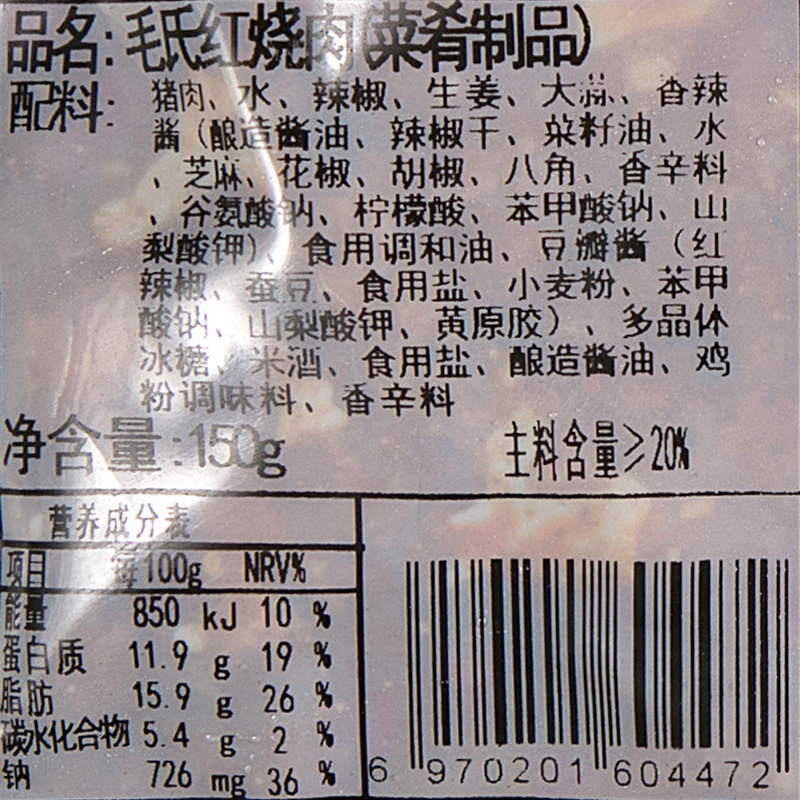 品名:毛氏红烧肉(菜肴制品)
配料: 猪肉、水、辣椒、生姜、大蒜、香辣
酱（酿造酱油、辣椒干、菜籽油、水
、芝麻、花椒、胡椒、八角、香辛料
、谷氨酸钠、柠檬酸、苯甲酸钠、山
梨酸钾）、食用调和油、豆瓣酱（红
辣椒、蚕豆、食用盐、小麦粉、苯甲
酸钠、山梨酸钾、黄原胶）、多晶体
冰糖、米酒、食用盐、酿造酱油、鸡
粉调味料、香辛料
净含量:150g 主料含量≥20%
营养成分表
项目 每100g NRV%
能量 850 kJ 10 %
蛋白质 11.9 g 19 %
脂肪 15.9 g 26 %
碳水化合物 5.4 g 2 %
钠 726 mg 36 %
6 970201 604472